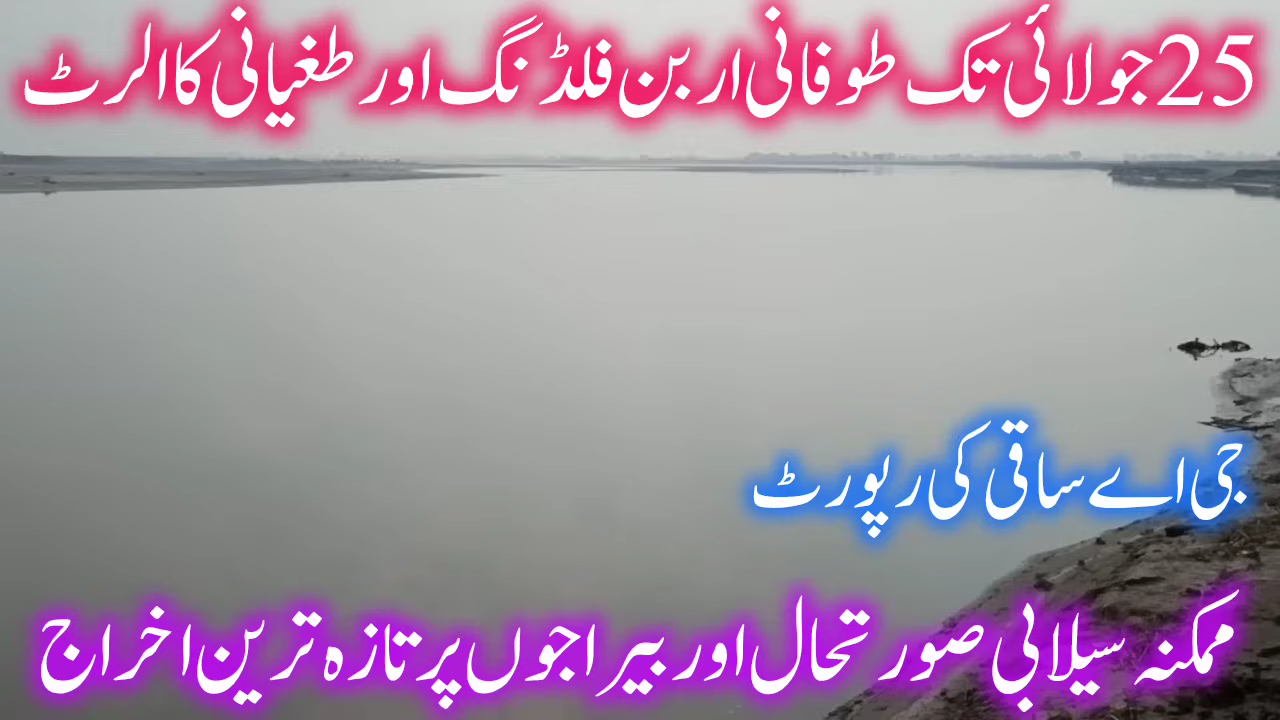 25 جولائی تک طوفانی اربن فلڈنگ اور طغیانی کا الرٹ
جی اے ساقی کی رپورٹ
ممکنہ سیلابی صورتحال اور بیراجوں پر تازہ ترین اخراج